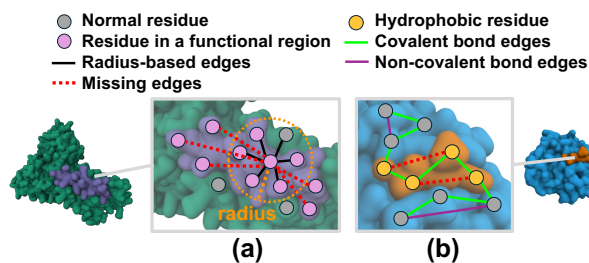 Normal residue
Residue in a functional region
Radius-based edges
Missing edges
Hydrophobic residue
Covalent bond edges
Non-covalent bond edges
radius
(a)
(b)